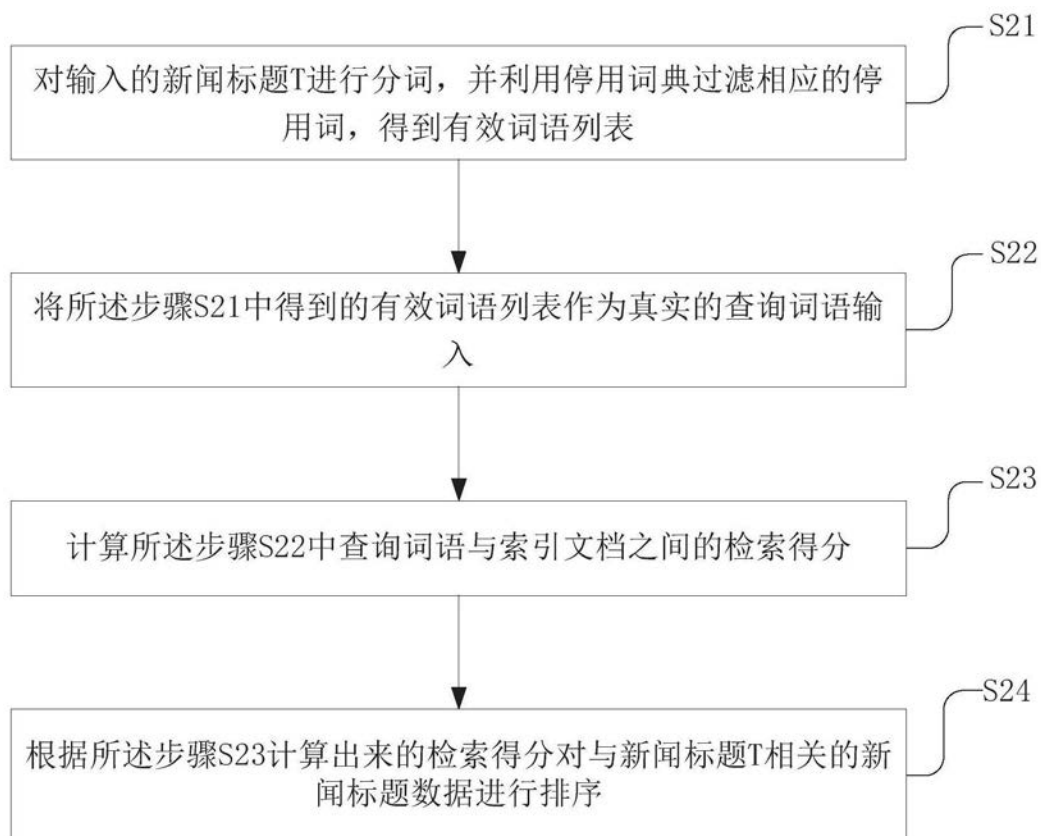 S21
对输入的新闻标题T进行分词，并利用停用词典过滤相应的停
用词，得到有效词语列表
S22
将所述步骤S21中得到的有效词语列表作为真实的查询词语输
入
S23
计算所述步骤S22中查询词语与索引文档之间的检索得分
S24
根据所述步骤S23计算出来的检索得分对与新闻标题T相关的新
闻标题数据进行排序